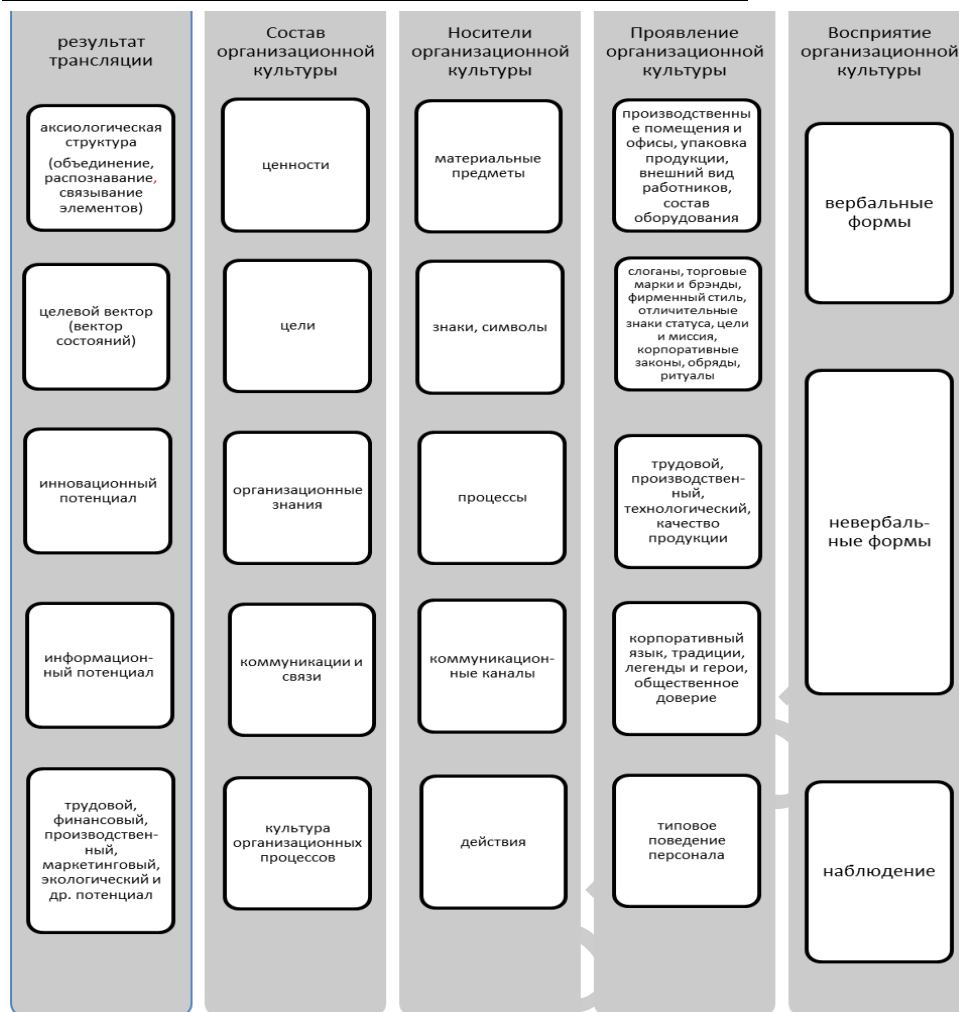 результат
трансляции
аксиологическая
структура
(объединение,
распознавание,
связывание
элементов)
целевой вектор
(вектор
состояний)
инновационный
потенциал
информацион-
ный потенциал
трудовой,
финансовый,
производствен-
ный,
маркетинговый,
экологический и
др. потенциал
Состав
организационной
культуры
ценности
цели
организационные
знания
коммуникации и
связи
культура
организационных
процессов
Носители
организационной
культуры
материальные
предметы
знаки, символы
процессы
коммуникацион-
ные каналы
действия
Проявление
организационной
культуры
производственны
е помещения и
офисы, упаковка
продукции,
внешний вид
работников,
состав
оборудования
слоганы, торговые
марки и брэнды,
фирменный стиль,
отличительные
знаки статуса, цели
и миссия,
корпоративные
законы, обряды,
ритуалы
трудовой,
производствен-
ный,
технологический,
качество
продукции
корпоративный
язык, традиции,
легенды и герои,
общественное
доверие
типовое
поведение
персонала
Восприятие
организационной
культуры
вербальные
формы
невербаль-
ные формы
наблюдение